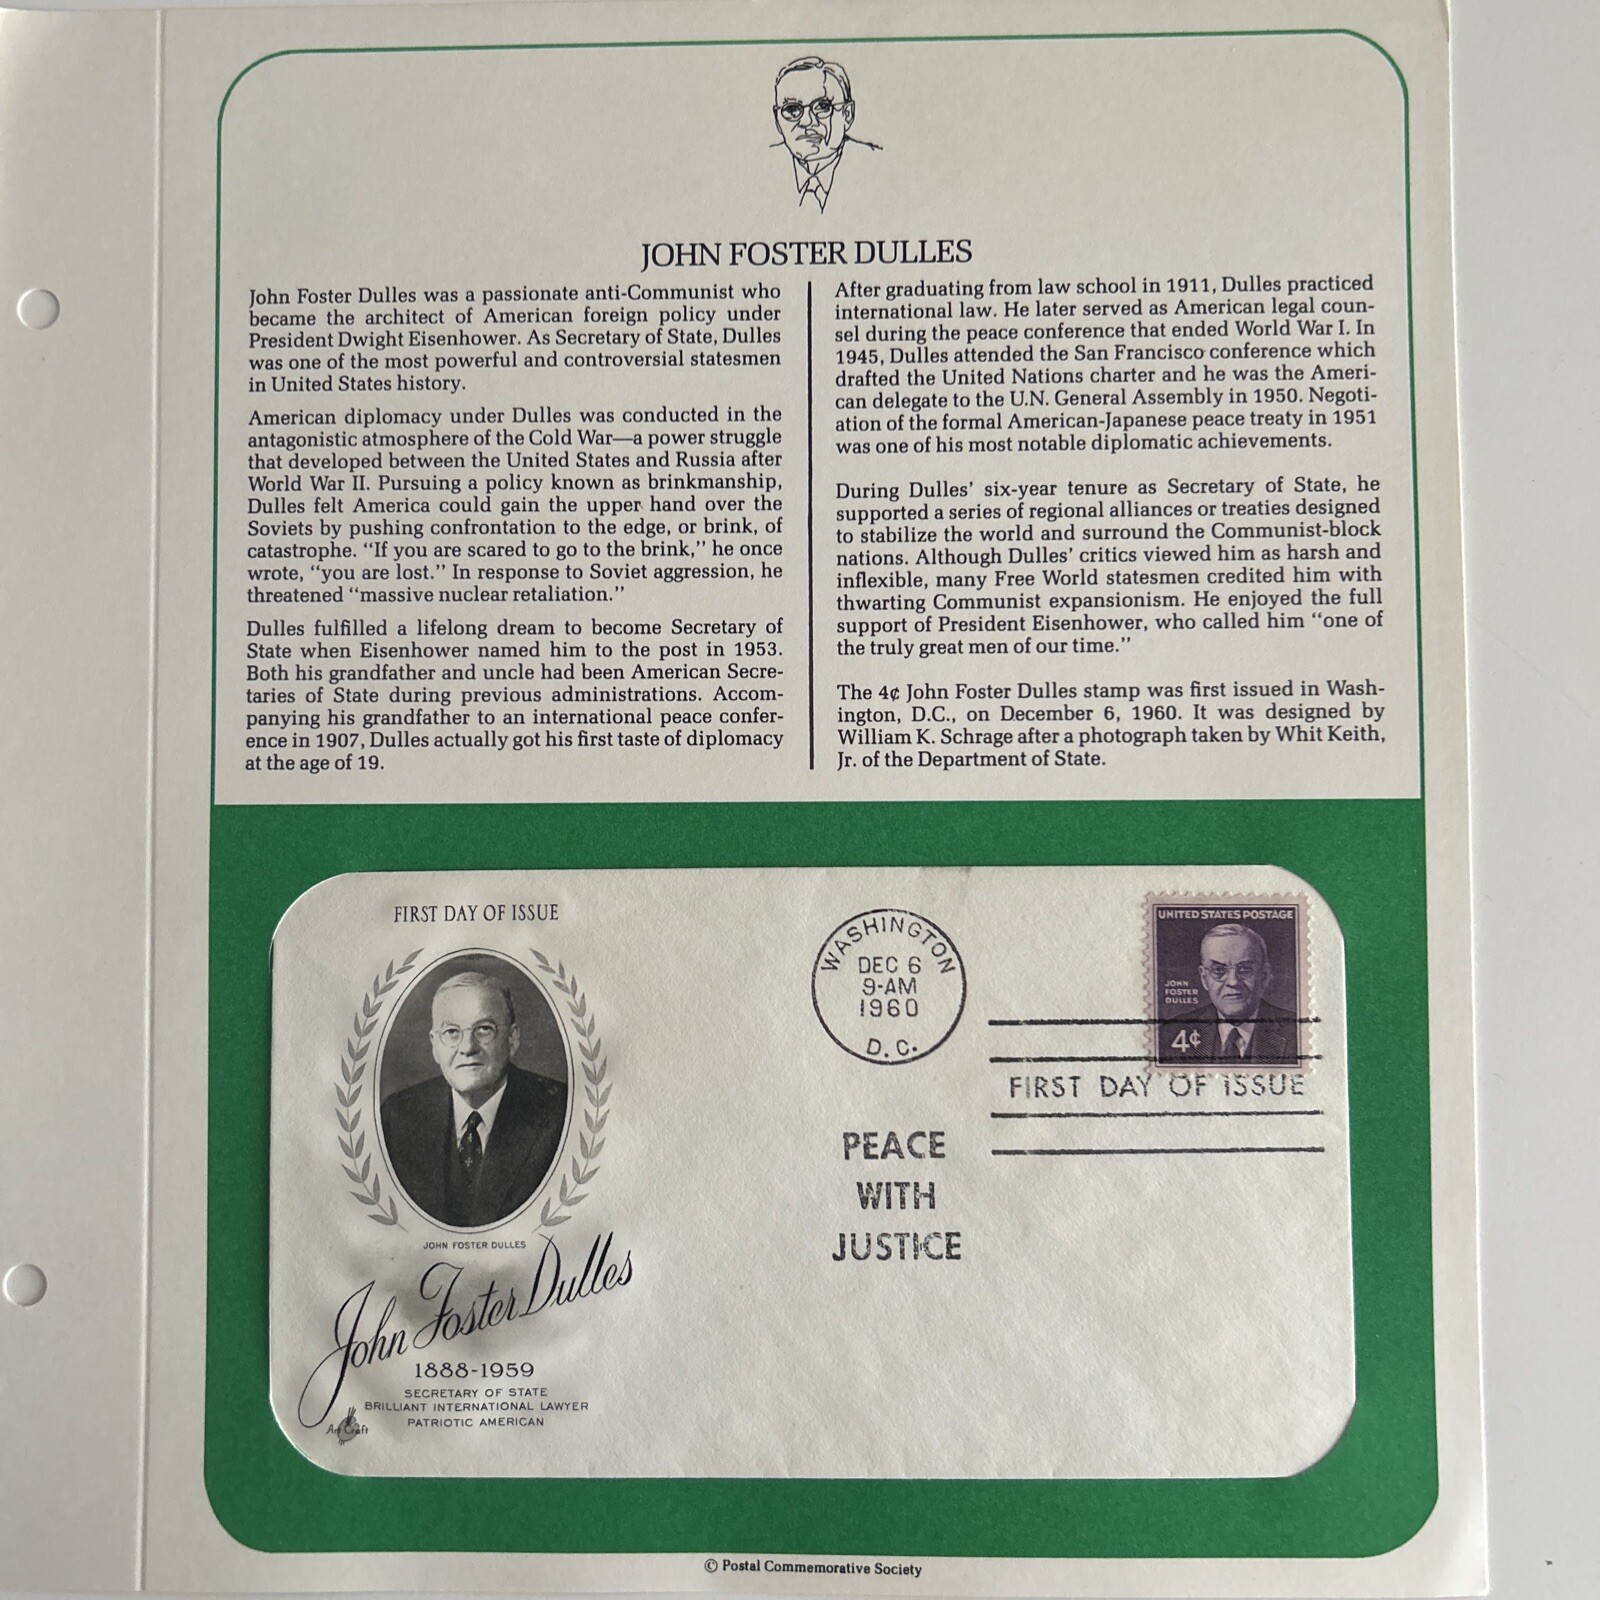 JOHN FOSTER DULLES
John Foster Dulles was a passionate anti-Communist who
became the architect of American foreign policy under
President Dwight Eisenhower. As Secretary of State, Dulles
was one of the most powerful and controversial statesmen
in United States history.
American diplomacy under Dulles was conducted in the
antagonistic atmosphere of the Cold War—a power struggle
that developed between the United States and Russia after
World War II. Pursuing a policy known as brinkmanship,
Dulles felt America could gain the upper hand over the
Soviets by pushing confrontation to the edge, or brink, of
catastrophe. “If you are scared to go to the brink,” he once
wrote, “you are lost.” In response to Soviet aggression, he
threatened “massive nuclear retaliation.”
Dulles fulfilled a lifelong dream to become Secretary of
State when Eisenhower named him to the post in 1953.
Both his grandfather and uncle had been American Secre-
taries of State during previous administrations. Accom-
panying his grandfather to an international peace confer-
ence in 1907, Dulles actually got his first taste of diplomacy
at the age of 19.
After graduating from law school in 1911, Dulles practiced
international law. He later served as American legal coun-
sel during the peace conference that ended World War I. In
1945, Dulles attended the San Francisco conference which
drafted the United Nations charter and he was the Ameri-
can delegate to the U.N. General Assembly in 1950. Negoti-
ation of the formal American-Japanese peace treaty in 1951
was one of his most notable diplomatic achievements.
During Dulles’ six-year tenure as Secretary of State, he
supported a series of regional alliances or treaties designed
to stabilize the world and surround the Communist-block
nations. Although Dulles’ critics viewed him as harsh and
inflexible, many Free World statesmen credited him with
thwarting Communist expansionism. He enjoyed the full
support of President Eisenhower, who called him “one of
the truly great men of our time.”
The 4¢ John Foster Dulles stamp was first issued in Wash-
ington, D.C., on December 6, 1960. It was designed by
William K. Schrage after a photograph taken by Whit Keith,
Jr. of the Department of State.
FIRST DAY OF ISSUE
JOHN FOSTER DULLES
John Foster Dulles
1888-1959
SECRETARY OF STATE
BRILLIANT INTERNATIONAL LAWYER
PATRIOTIC AMERICAN
Art Craft
WASHINGTON
DEC 6
9-AM
1960
D.C.
UNITED STATES POSTAGE
JOHN
FOSTER
DULLES
4¢
FIRST DAY OF ISSUE
PEACE
WITH
JUSTICE
© Postal Commemorative Society